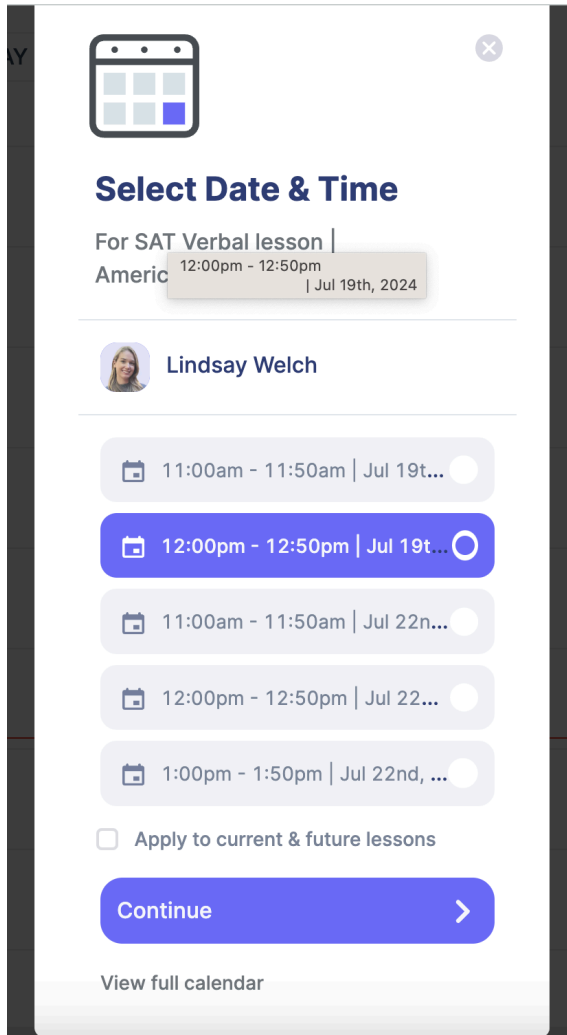 AY
Select Date & Time
For SAT Verbal lesson |
Americ
12:00pm - 12:50pm
| Jul 19th, 2024
Lindsay Welch
11:00am - 11:50am | Jul 19t...
12:00pm - 12:50pm | Jul 19t...
11:00am - 11:50am | Jul 22n...
12:00pm - 12:50pm | Jul 22...
1:00pm - 1:50pm | Jul 22nd, ...
Apply to current & future lessons
Continue
View full calendar